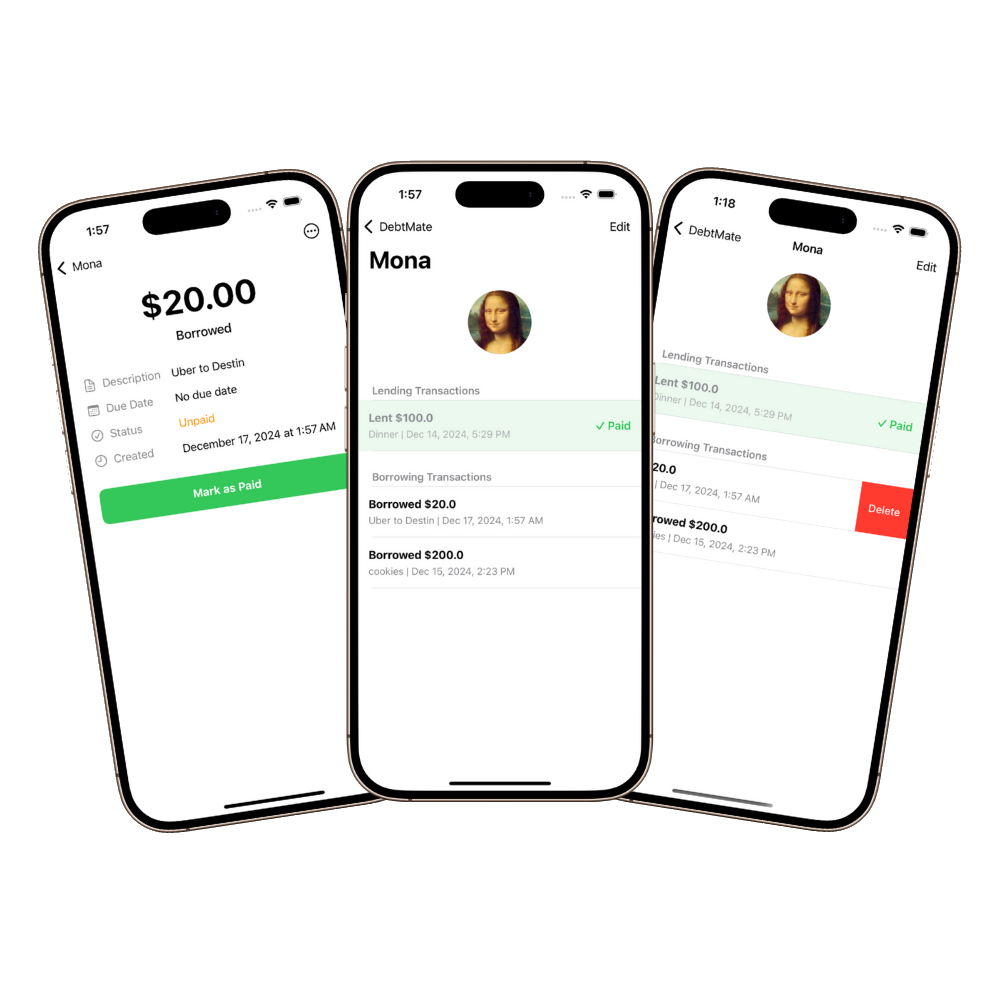 1:57
Mona
$20.00
Borrowed
Description Uber to Destin
Due Date No due date
Status Unpaid
Created December 17, 2024 at 1:57 AM
Mark as Paid
1:57
DebtMate Edit
Mona
Lending Transactions
Lent $100.0
Dinner | Dec 14, 2024, 5:29 PM
Paid
Borrowing Transactions
Borrowed $20.0
Uber to Destin | Dec 17, 2024, 1:57 AM
Borrowed $200.0
cookies | Dec 15, 2024, 2:23 PM
1:18
DebtMate Mona Edit
Lending Transactions
Lent $100.0
Dinner | Dec 14, 2024, 5:29 PM
Paid
Borrowing Transactions
20.0
| Dec 17, 2024, 1:57 AM
Delete
rowed $200.0
ies | Dec 15, 2024, 2:23 PM